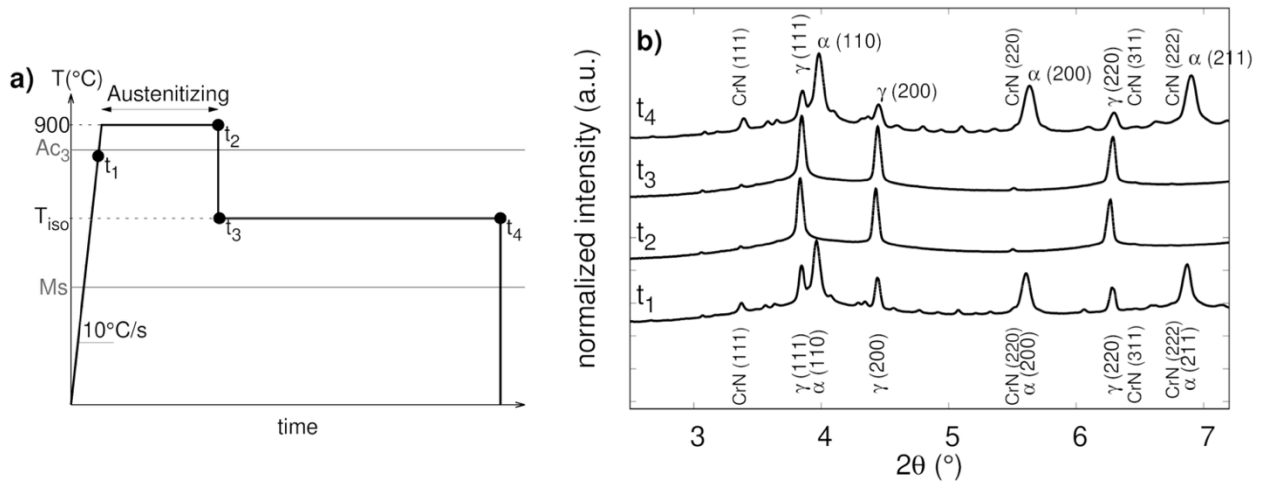 a)
T(°C)
Austenitizing
900
t₂
Ac₃
t₁
Tiso
t₃
t₄
Ms
10°C/s
time
b)
normalized intensity (a.u.)
CrN (111)
γ (111)
α (110)
γ (200)
CrN (220)
α (200)
γ (220)
CrN (311)
CrN (222)
α (211)
t₄
t₃
t₂
t₁
CrN (111)
γ (111)
α (110)
γ (200)
CrN (220)
α (200)
γ (220)
CrN (311)
CrN (222)
α (211)
3 4 5 6 7
2θ (°)